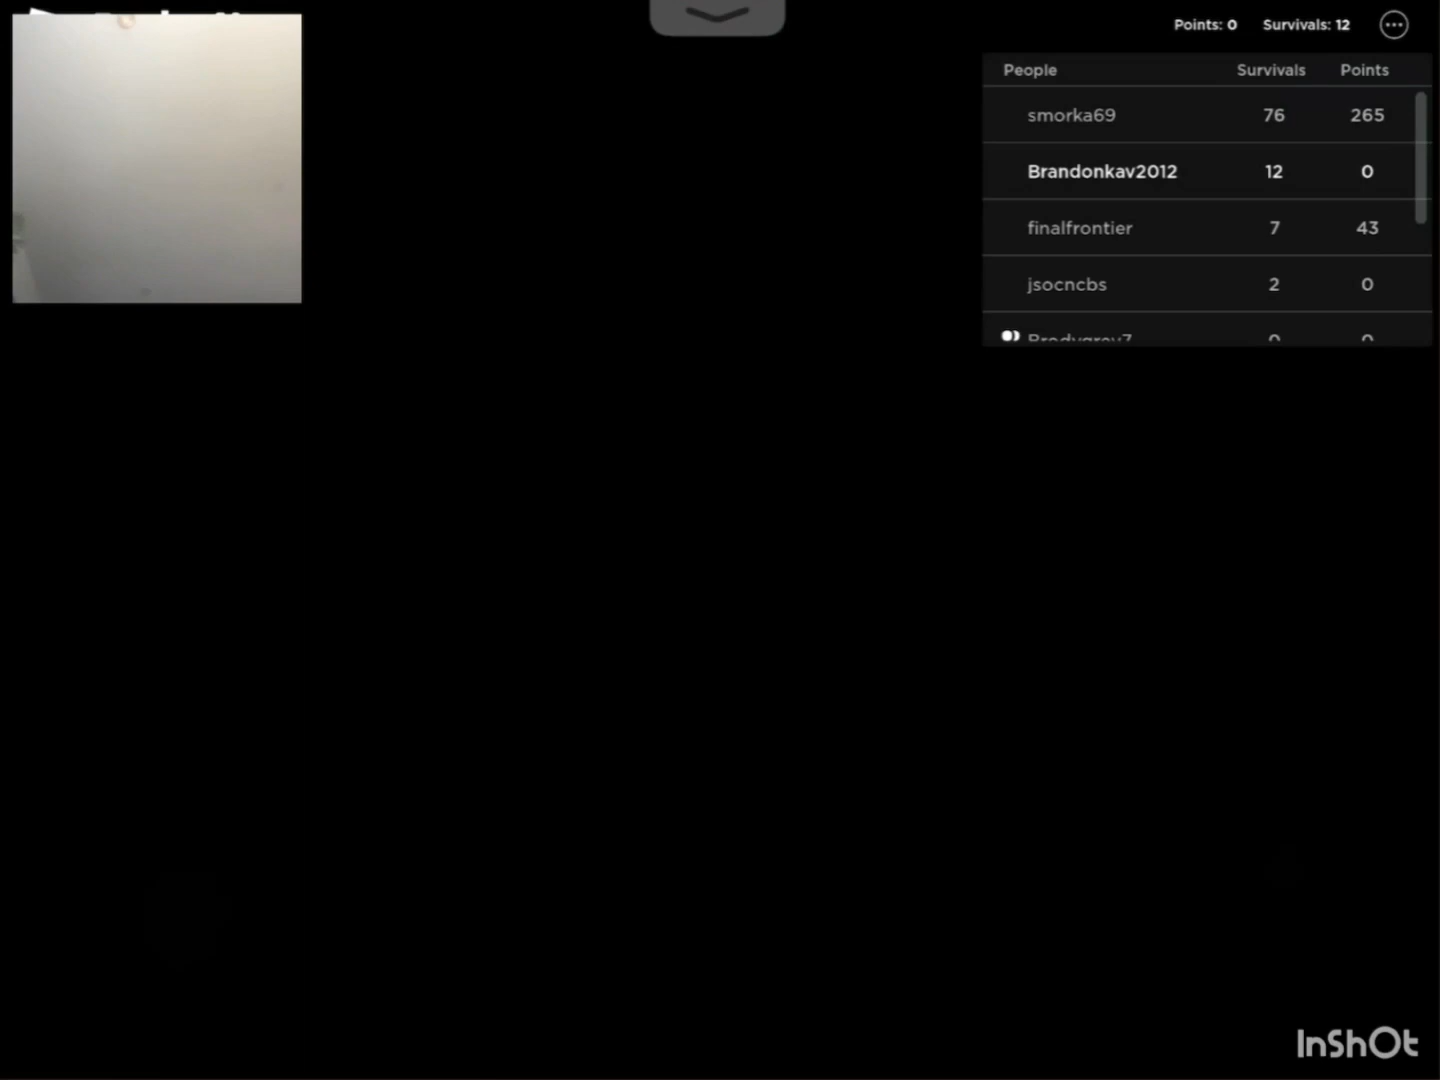 Points: 0 Survivals: 12
People Survivals Points
smorka69 76 265
Brandonkav2012 12 0
finalfrontier 7 43
jsocncbs 2 0
InShOt